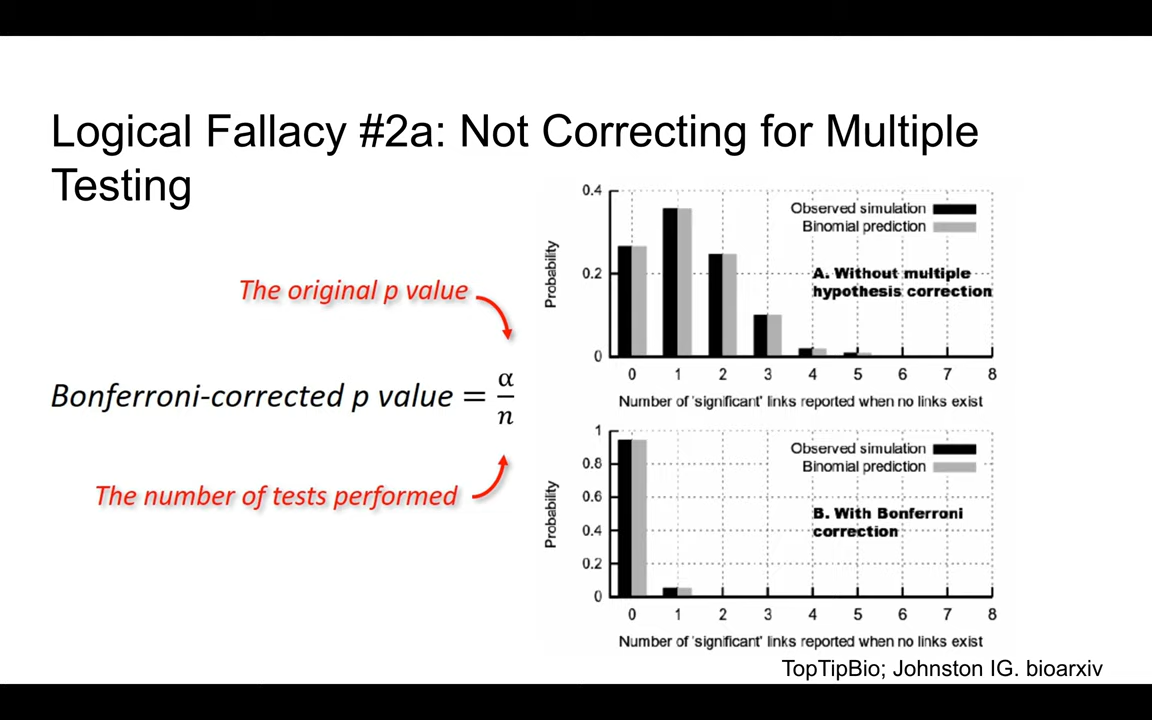 Logical Fallacy #2a: Not Correcting for Multiple
Testing
The original p value
Bonferroni-corrected p value = α/n
The number of tests performed
0.4
0.2
0
Probability
Observed simulation
Binomial prediction
A. Without multiple
hypothesis correction
0 1 2 3 4 5 6 7 8
Number of 'significant' links reported when no links exist
1
0.8
0.6
0.4
0.2
0
Probability
Observed simulation
Binomial prediction
B. With Bonferroni
correction
0 1 2 3 4 5 6 7 8
Number of 'significant' links reported when no links exist
TopTipBio; Johnston IG. bioarxiv